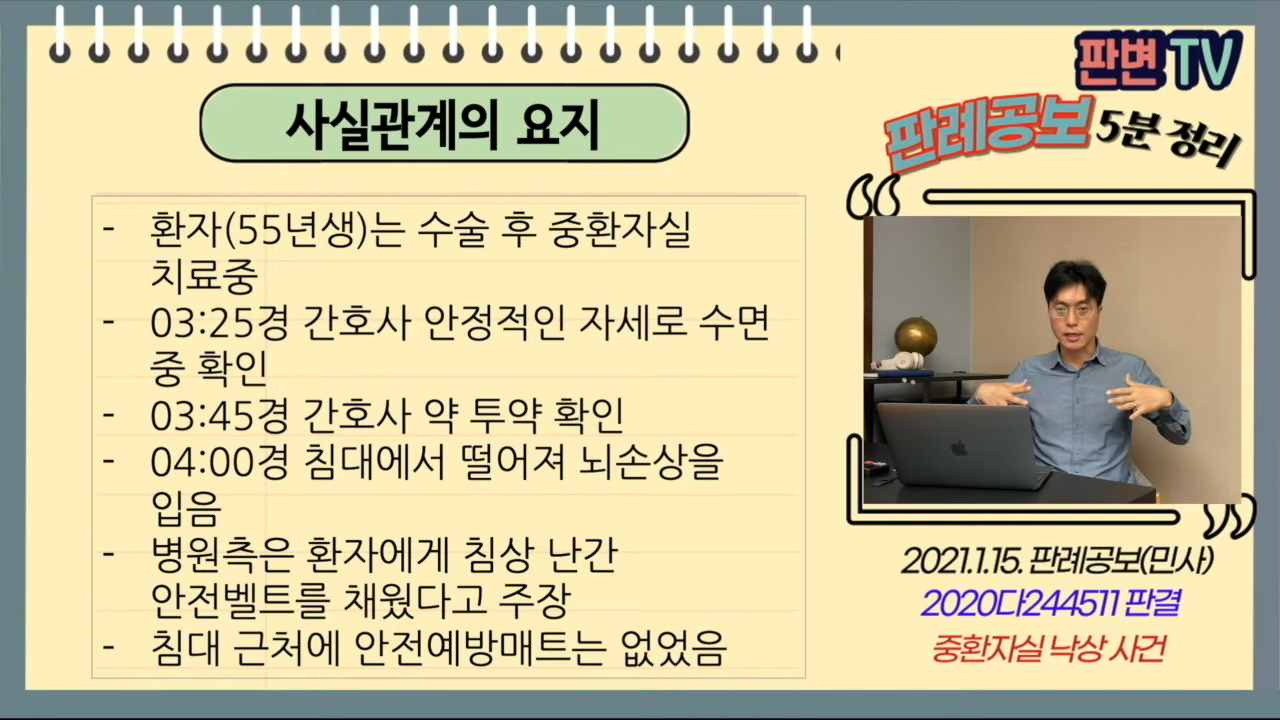 판변 TV
판례공보 5분 정리
사실관계의 요지
- 환자(55년생)는 수술 후 중환자실
치료중
- 03:25경 간호사 안정적인 자세로 수면
중 확인
- 03:45경 간호사 약 투약 확인
- 04:00경 침대에서 떨어져 뇌손상을
입음
- 병원측은 환자에게 침상 난간
안전벨트를 채웠다고 주장
- 침대 근처에 안전예방매트는 없었음
2021.1.15. 판례공보(민사)
2020다244511 판결
중환자실 낙상 사건